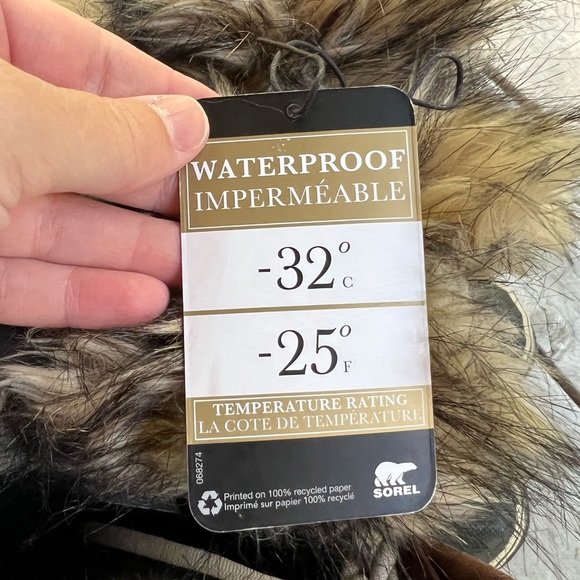 WATERPROOF
IMPERMÉABLE
-32°C
-25°F
TEMPERATURE RATING
LA COTE DE TEMPÉRATURE
068274
Printed on 100% recycled paper
Imprimé sur papier 100% recyclé
SOREL